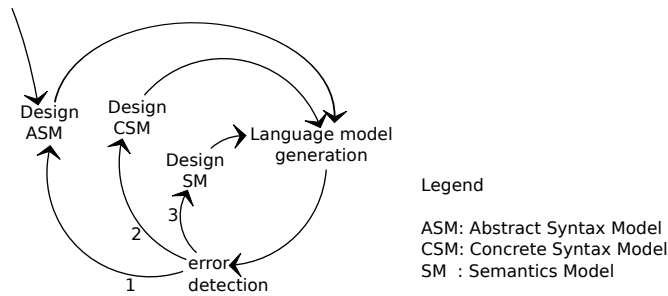 Design
ASM
Design
CSM
Language model
generation
Design
SM
3
2
1
error
detection
Legend
ASM: Abstract Syntax Model
CSM: Concrete Syntax Model
SM : Semantics Model